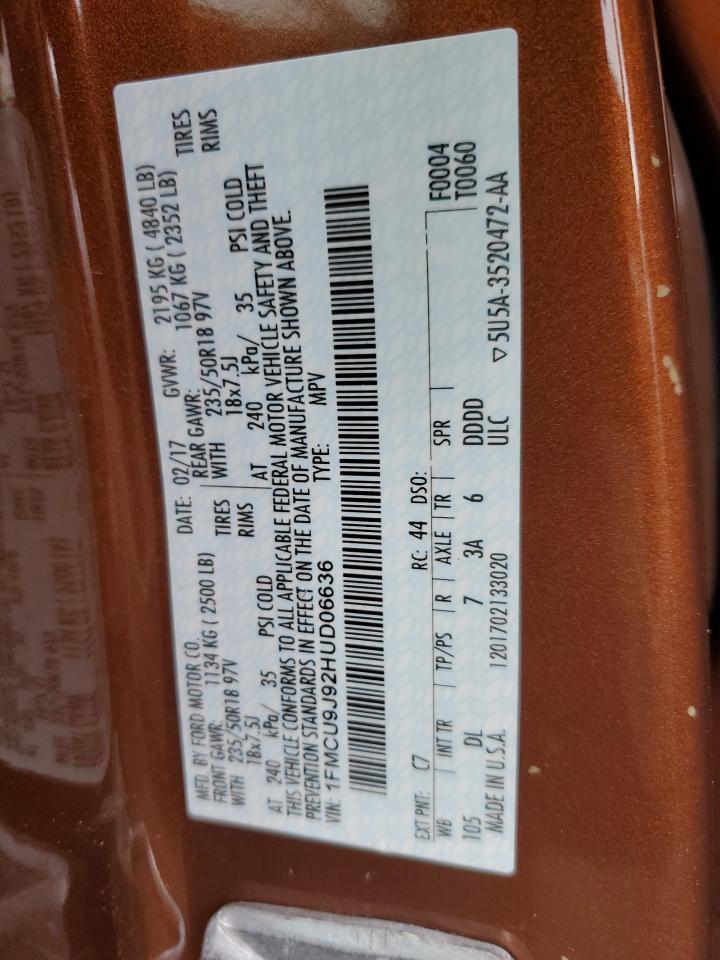 MFD. BY FORD MOTOR CO.
DATE: 02/17 GVWR: 2195 KG ( 4840 LB)
FRONT GAWR: 1134 KG ( 2500 LB) REAR GAWR: 1067 KG ( 2352 LB)
WITH 235/50R18 97V TIRES WITH 235/50R18 97V TIRES
18x7.5J RIMS 18x7.5J RIMS
AT 240 kPa/ 35 PSI COLD AT 240 kPa/ 35 PSI COLD
THIS VEHICLE CONFORMS TO ALL APPLICABLE FEDERAL MOTOR VEHICLE SAFETY AND THEFT
PREVENTION STANDARDS IN EFFECT ON THE DATE OF MANUFACTURE SHOWN ABOVE.
VIN: 1FMCU9J92HUD06636 TYPE: MPV
EXT PNT: C7 RC: 44 DSO: F0004
WB INT TR TP/PS R AXLE TR SPR T0060
105 DL 7 3A 6 DDDD
MADE IN U.S.A. 1201702133020 ULC ▽5U5A-3520472-AA